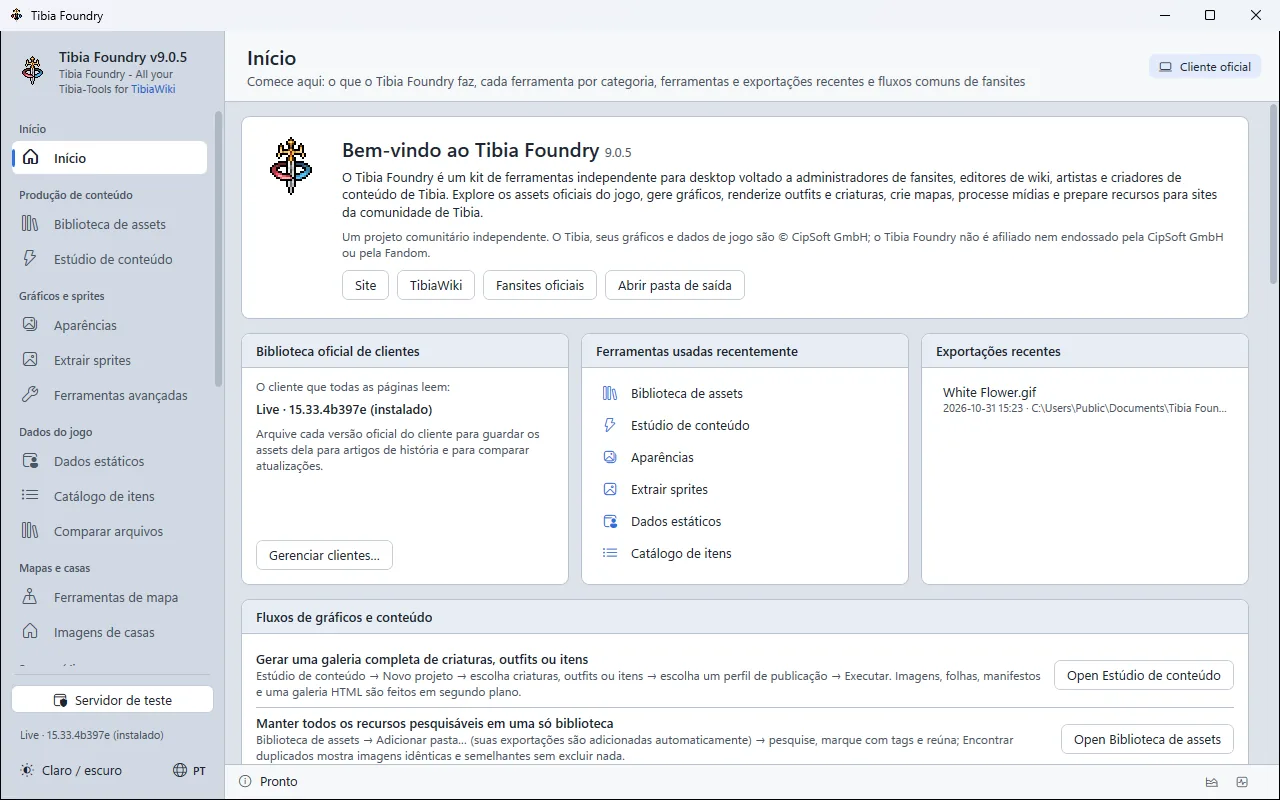 Tibia Foundry
Tibia Foundry v9.0.5
Tibia Foundry - All your
Tibia-Tools for TibiaWiki
Início
Início
Produção de conteúdo
Biblioteca de assets
Estúdio de conteúdo
Gráficos e sprites
Aparências
Extrair sprites
Ferramentas avançadas
Dados do jogo
Dados estáticos
Catálogo de itens
Comparar arquivos
Mapas e casas
Ferramentas de mapa
Imagens de casas
Servidor de teste
Live · 15.33.4b397e (instalado)
Claro / escuro
PT
Início
Comece aqui: o que o Tibia Foundry faz, cada ferramenta por categoria, ferramentas e exportações recentes e fluxos comuns de fansites
Cliente oficial
Bem-vindo ao Tibia Foundry 9.0.5
O Tibia Foundry é um kit de ferramentas independente para desktop voltado a administradores de fansites, editores de wiki, artistas e criadores de
conteúdo de Tibia. Explore os assets oficiais do jogo, gere gráficos, renderize outfits e criaturas, crie mapas, processe mídias e prepare recursos para sites
da comunidade de Tibia.
Um projeto comunitário independente. O Tibia, seus gráficos e dados de jogo são © CipSoft GmbH; o Tibia Foundry não é afiliado nem endossado pela CipSoft GmbH
ou pela Fandom.
Site
TibiaWiki
Fansites oficiais
Abrir pasta de saída
Biblioteca oficial de clientes
O cliente que todas as páginas leem:
Live · 15.33.4b397e (instalado)
Arquive cada versão oficial do cliente para guardar os
assets dela para artigos de história e para comparar
atualizações.
Gerenciar clientes...
Ferramentas usadas recentemente
Biblioteca de assets
Estúdio de conteúdo
Aparências
Extrair sprites
Dados estáticos
Catálogo de itens
Exportações recentes
White Flower.gif
2026-10-31 15:23 · C:\Users\Public\Documents\Tibia Foun...
Fluxos de gráficos e conteúdo
Gerar uma galeria completa de criaturas, outfits ou itens
Estúdio de conteúdo → Novo projeto → escolha criaturas, outfits ou itens → escolha um perfil de publicação → Executar. Imagens, folhas, manifestos
e uma galeria HTML são feitos em segundo plano.
Open Estúdio de conteúdo
Manter todos os recursos pesquisáveis em uma só biblioteca
Biblioteca de assets → Adicionar pasta... (suas exportações são adicionadas automaticamente) → pesquise, marque com tags e reúna; Encontrar
duplicados mostra imagens idênticas e semelhantes sem excluir nada.
Open Biblioteca de assets
Pronto